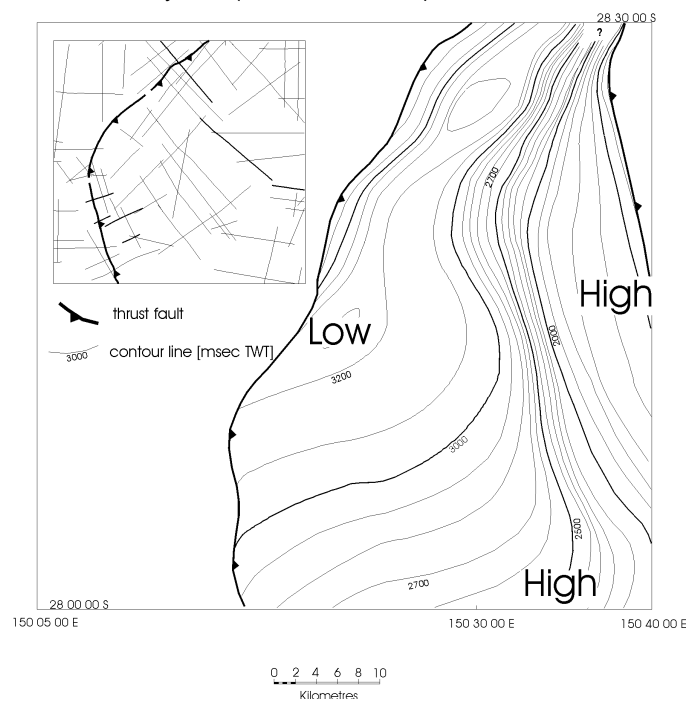 28 30 00 S
?
2700
High
thrust fault
Low
2000
3000
contour line [msec TWT]
3200
3000
2500
2700
High
28 00 00 S
150 05 00 E
150 30 00 E
150 40 00 E
0 2 4 6 8 10
Kilometres